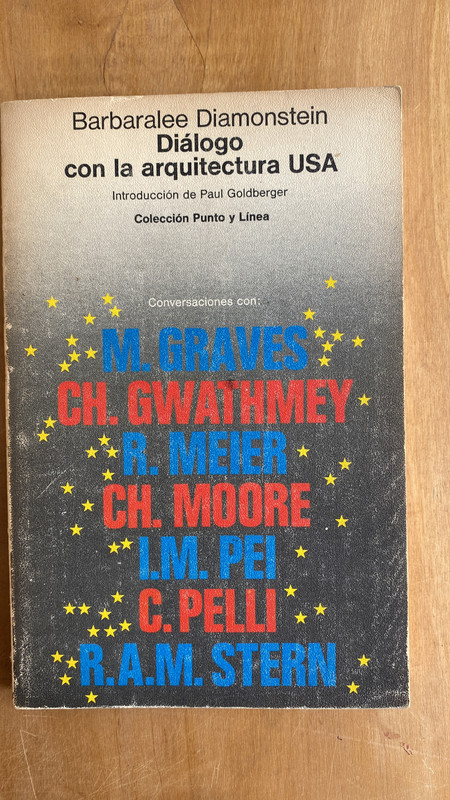 Barbaralee Diamonstein
Diálogo
con la arquitectura USA
Introducción de Paul Goldberger
Colección Punto y Línea
Conversaciones con:
M. GRAVES
CH. GWATHMEY
R. MEIER
CH. MOORE
I.M. PEI
C. PELLI
R.A.M. STERN